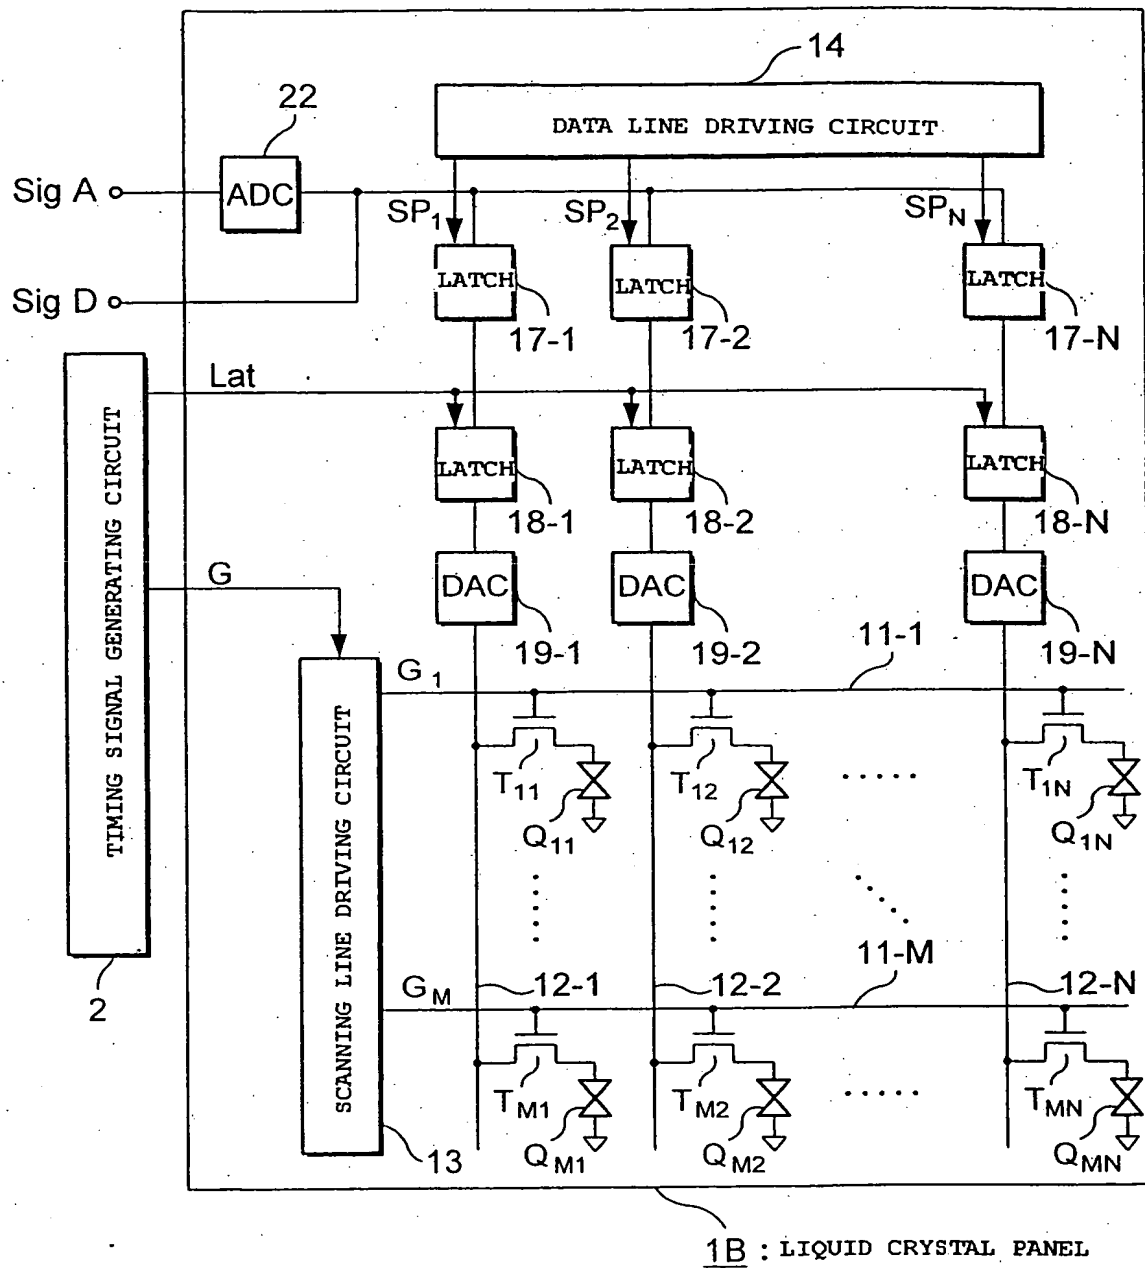 14
22
DATA LINE DRIVING CIRCUIT
Sig A
ADC
SP1
SP2
SPN
Sig D
LATCH
LATCH
LATCH
17-1
17-2
17-N
Lat
LATCH
LATCH
LATCH
18-1
18-2
18-N
TIMING SIGNAL GENERATING CIRCUIT
G
DAC
DAC
DAC
19-1
19-2
11-1
19-N
G1
SCANNING LINE DRIVING CIRCUIT
T11
T12
T1N
Q11
Q12
Q1N
11-M
2
GM
12-1
12-2
12-N
TM1
TM2
TMN
13
QM1
QM2
QMN
1B : LIQUID CRYSTAL PANEL